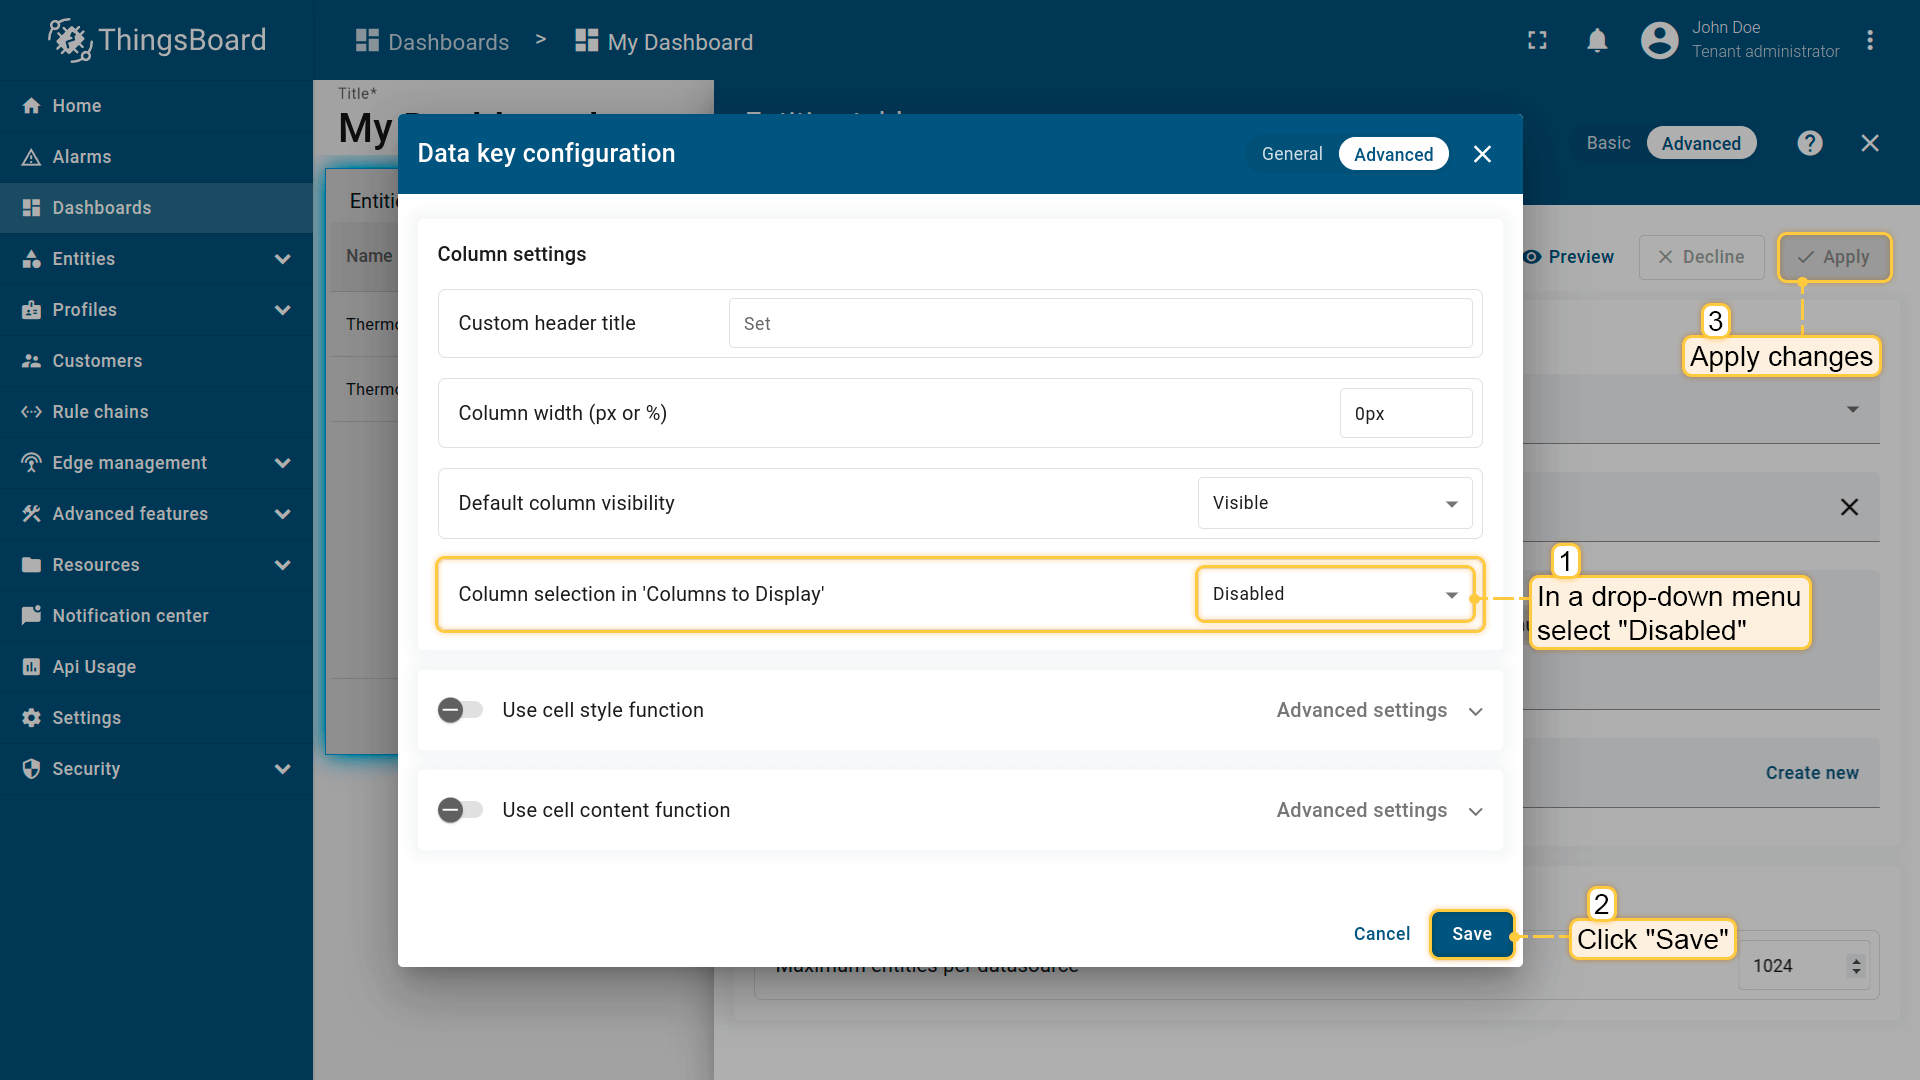 ThingsBoard
Dashboards > My Dashboard
John Doe
Tenant administrator
Home
Alarms
Dashboards
Entities
Profiles
Customers
Rule chains
Edge management
Advanced features
Resources
Notification center
Api Usage
Settings
Security
Title*
My
Name
Basic
Advanced
Preview
Decline
Apply
3
Apply changes
Data key configuration
General
Advanced
Column settings
Custom header title
Set
Column width (px or %)
0px
Default column visibility
Visible
Column selection in 'Columns to Display'
Disabled
1
In a drop-down menu
select "Disabled"
Use cell style function
Advanced settings
Use cell content function
Advanced settings
Create new
Cancel
Save
2
Click "Save"
Maximum entities per datasource
1024